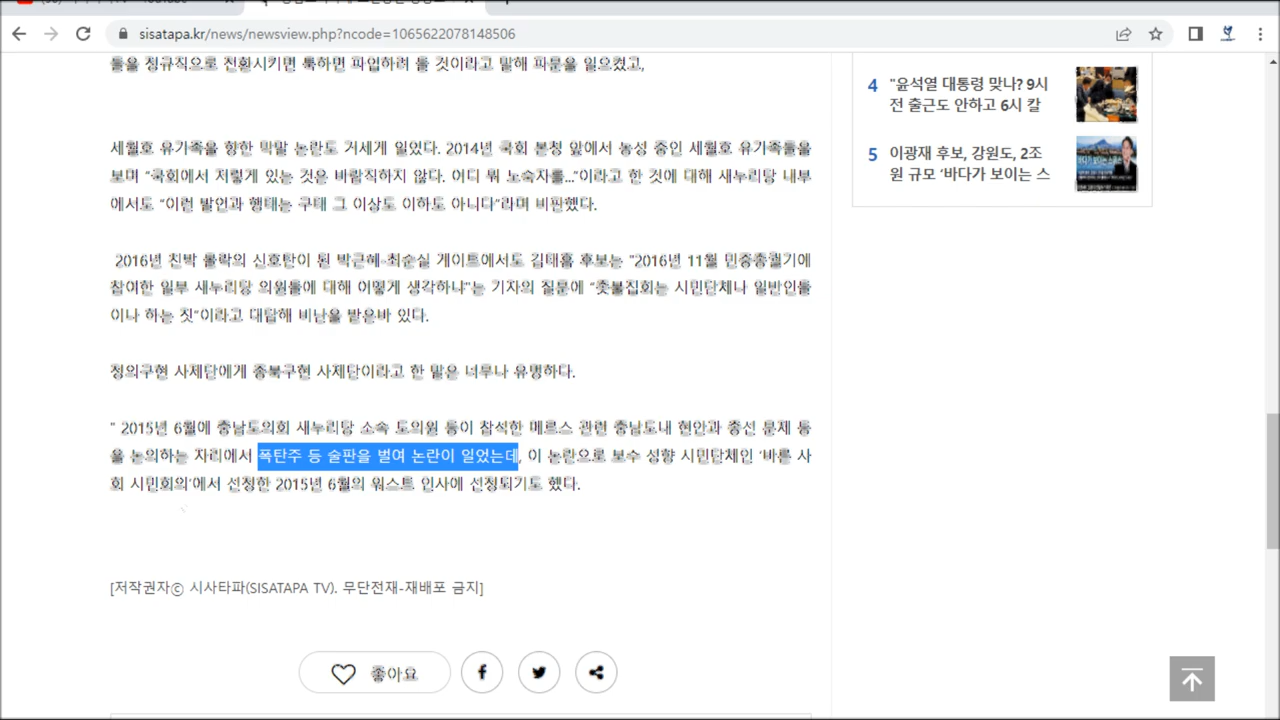 sisatapa.kr/news/newsview.php?ncode=1065622078148506
들을 정규직으로 전환시키면 툭하면 파업하려 들 것이라고 말해 파문을 일으켰고,
세월호 유가족을 향한 막말 논란도 거세게 일었다. 2014년 국회 본청 앞에서 농성 중인 세월호 유가족들을
보며 “국회에서 저렇게 있는 것은 바람직하지 않다. 어디 뭐 노숙자들...”이라고 한 것에 대해 새누리당 내부
에서도 “이런 발언과 행태는 구태 그 이상도 이하도 아니다”라며 비판했다.
2016년 친박 몰락의 신호탄이 된 박근혜-최순실 게이트에서도 김태흠 후보는 "2016년 11월 민중총궐기에
참여한 일부 새누리당 의원들에 대해 어떻게 생각하냐"는 기자의 질문에 “촛불집회는 시민단체나 일반인들
이나 하는 짓”이라고 대답해 비난을 받은바 있다.
정의구현 사제단에게 종북구현 사제단이라고 한 말은 너무나 유명하다.
" 2015년 6월에 충남도의회 새누리당 소속 도의원 등이 참석한 메르스 관련 충남도내 현안과 총선 문제 등
을 논의하는 자리에서 폭탄주 등 술판을 벌여 논란이 일었는데, 이 논란으로 보수 성향 시민단체인 ‘바른 사
회 시민회의’에서 선정한 2015년 6월의 워스트 인사에 선정되기도 했다.
[저작권자ⓒ 시사타파(SISATAPA TV). 무단전재-재배포 금지]
좋아요
4 "윤석열 대통령 맞나? 9시
전 출근도 안하고 6시 칼
5 이광재 후보, 강원도, 2조
원 규모 ‘바다가 보이는 스